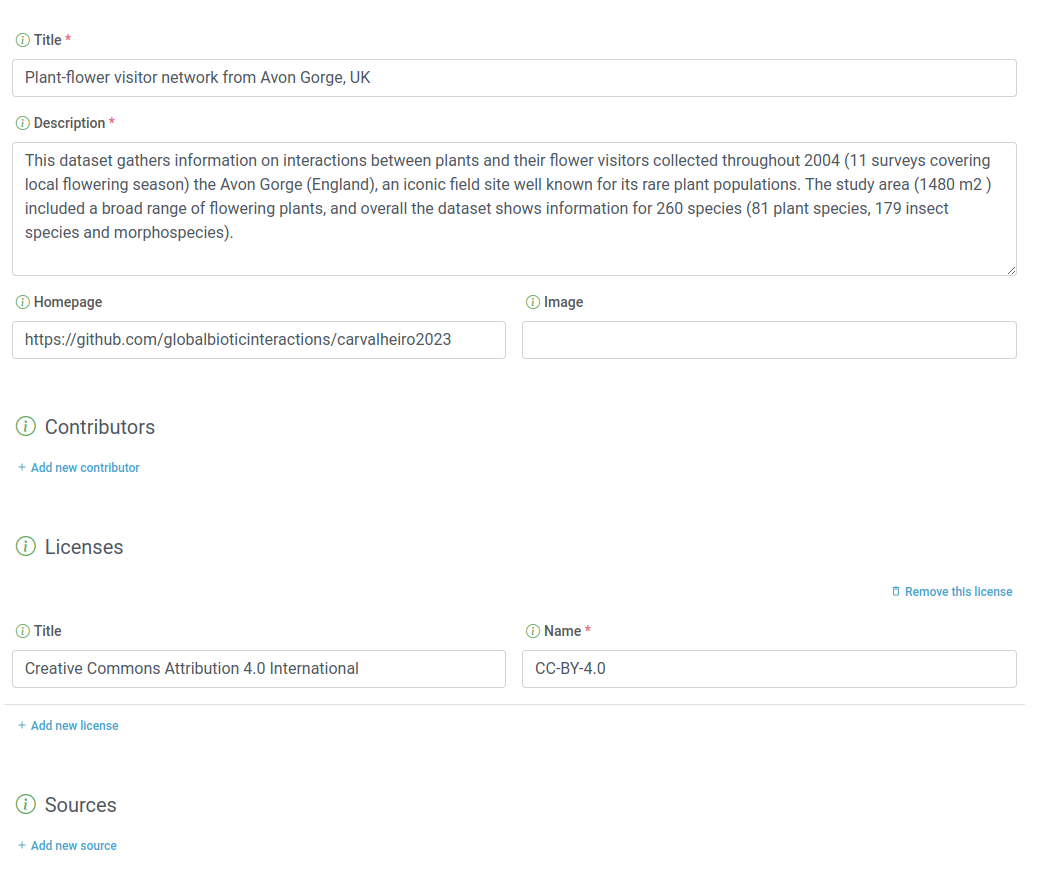 Title *
Plant-flower visitor network from Avon Gorge, UK
Description *
This dataset gathers information on interactions between plants and their flower visitors collected throughout 2004 (11 surveys covering
local flowering season) the Avon Gorge (England), an iconic field site well known for its rare plant populations. The study area (1480 m2 )
included a broad range of flowering plants, and overall the dataset shows information for 260 species (81 plant species, 179 insect
species and morphospecies).
Homepage
Image
https://github.com/globalbioticinteractions/carvalheiro2023
Contributors
+ Add new contributor
Licenses
Remove this license
Title
Name *
Creative Commons Attribution 4.0 International
CC-BY-4.0
+ Add new license
Sources
+ Add new source